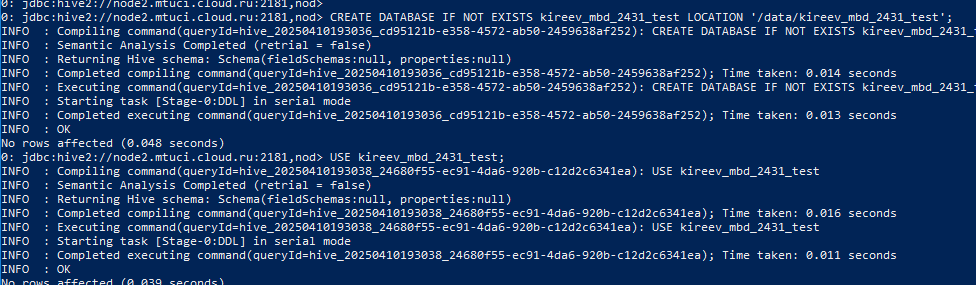 0: jdbc:hive2://node2.mtuci.cloud.ru:2181,nod>
0: jdbc:hive2://node2.mtuci.cloud.ru:2181,nod> CREATE DATABASE IF NOT EXISTS kireev_mbd_2431_test LOCATION '/data/kireev_mbd_2431_test';
INFO  : Compiling command(queryId=hive_20250410193036_cd95121b-e358-4572-ab50-2459638af252): CREATE DATABASE IF NOT EXISTS kireev_mbd_2431_t
INFO  : Semantic Analysis Completed (retrial = false)
INFO  : Returning Hive schema: Schema(fieldSchemas:null, properties:null)
INFO  : Completed compiling command(queryId=hive_20250410193036_cd95121b-e358-4572-ab50-2459638af252); Time taken: 0.014 seconds
INFO  : Executing command(queryId=hive_20250410193036_cd95121b-e358-4572-ab50-2459638af252): CREATE DATABASE IF NOT EXISTS kireev_mbd_2431_t
INFO  : Starting task [Stage-0:DDL] in serial mode
INFO  : Completed executing command(queryId=hive_20250410193036_cd95121b-e358-4572-ab50-2459638af252); Time taken: 0.013 seconds
INFO  : OK
No rows affected (0.048 seconds)
0: jdbc:hive2://node2.mtuci.cloud.ru:2181,nod> USE kireev_mbd_2431_test;
INFO  : Compiling command(queryId=hive_20250410193038_24680f55-ec91-4da6-920b-c12d2c6341ea): USE kireev_mbd_2431_test
INFO  : Semantic Analysis Completed (retrial = false)
INFO  : Returning Hive schema: Schema(fieldSchemas:null, properties:null)
INFO  : Completed compiling command(queryId=hive_20250410193038_24680f55-ec91-4da6-920b-c12d2c6341ea); Time taken: 0.016 seconds
INFO  : Executing command(queryId=hive_20250410193038_24680f55-ec91-4da6-920b-c12d2c6341ea): USE kireev_mbd_2431_test
INFO  : Starting task [Stage-0:DDL] in serial mode
INFO  : Completed executing command(queryId=hive_20250410193038_24680f55-ec91-4da6-920b-c12d2c6341ea); Time taken: 0.011 seconds
INFO  : OK
No rows affected (0.039 seconds)